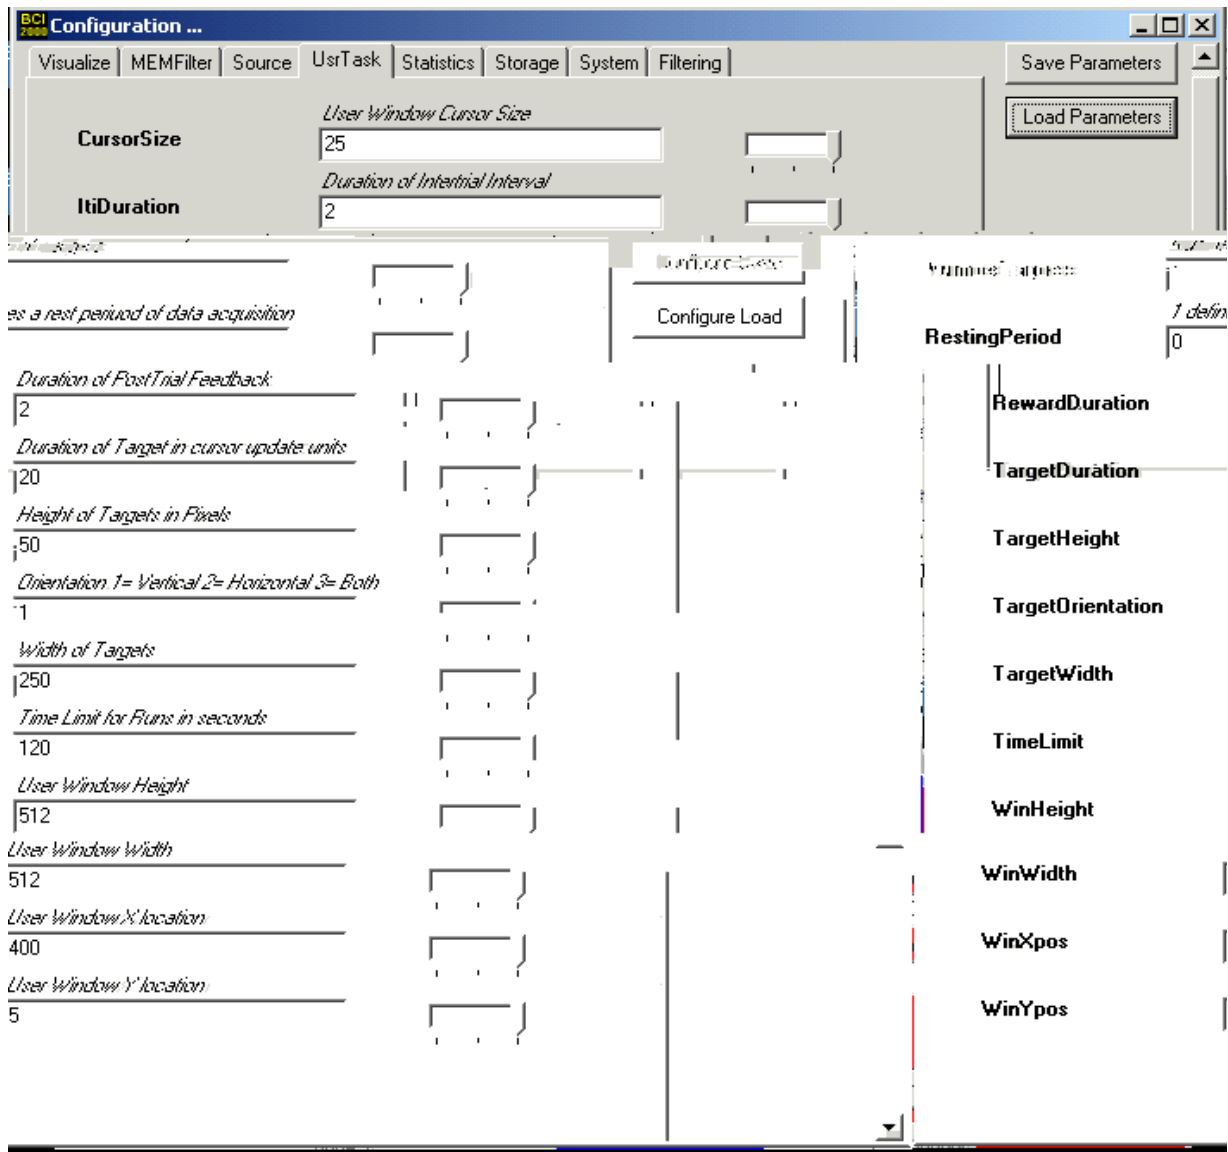 BCI 2000 Configuration ...
Visualize MEMFilter Source UsrTask Statistics Storage System Filtering
Save Parameters
Load Parameters
User Window Cursor Size
CursorSize 25
Duration of Intertrial Interval
ItiDuration 2
Configure Load
es a rest periuod of data acquisition
1 defin
RestingPeriod 0
Duration of PostTrial Feedback
2 RewardDuration
Duration of Target in cursor update units
20 TargetDuration
Height of Targets in Pixels
50 TargetHeight
Orientation 1= Vertical 2= Horizontal 3= Both
1 TargetOrientation
Width of Targets
250 TargetWidth
Time Limit for Runs in seconds
120 TimeLimit
User Window Height
512 WinHeight
User Window Width
512 WinWidth
User Window X location
400 WinXpos
User Window Y location
5 WinYpos